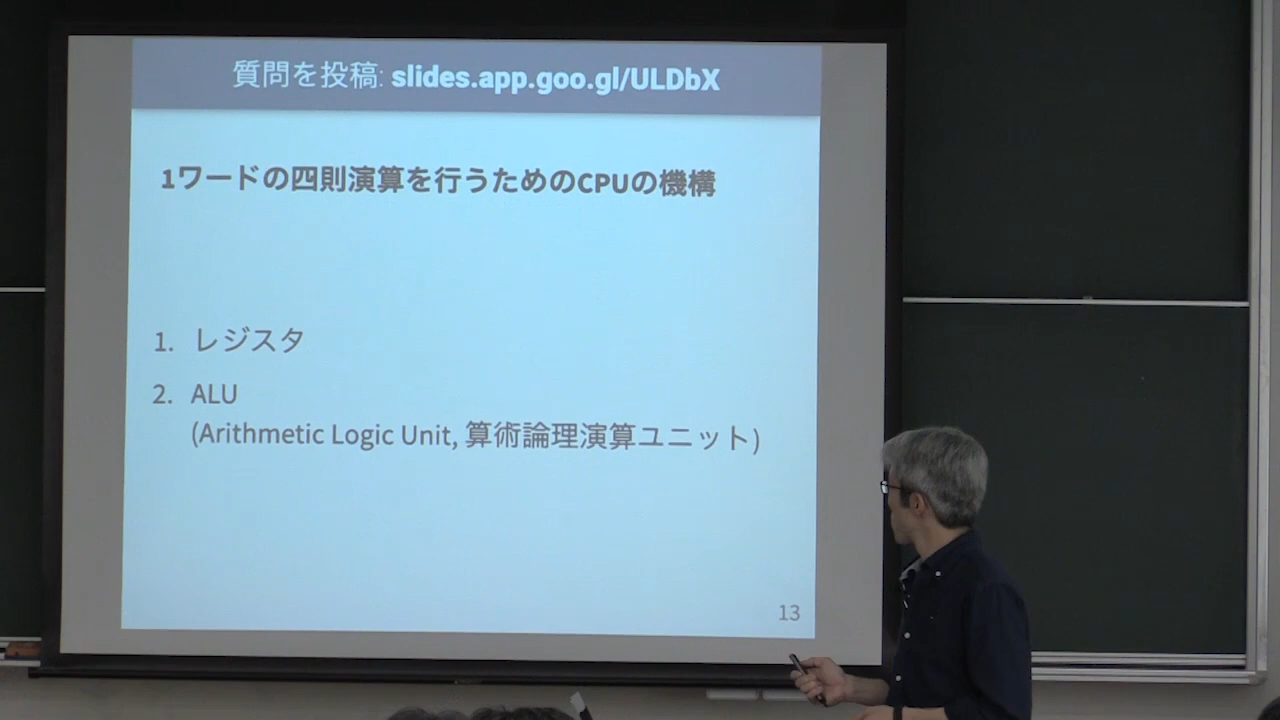 質問を投稿: slides.app.goo.gl/ULDbX
1ワードの四則演算を行うためのCPUの機構
1. レジスタ
2. ALU
(Arithmetic Logic Unit, 算術論理演算ユニット)
13